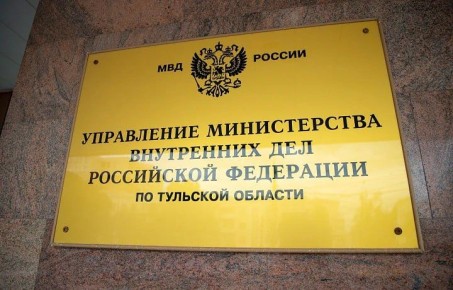 МВД РОССИИ
УПРАВЛЕНИЕ МИНИСТЕРСТВА
ВНУТРЕННИХ ДЕЛ
РОССИЙСКОЙ ФЕДЕРАЦИИ
ПО ТУЛЬСКОЙ ОБЛАСТИ